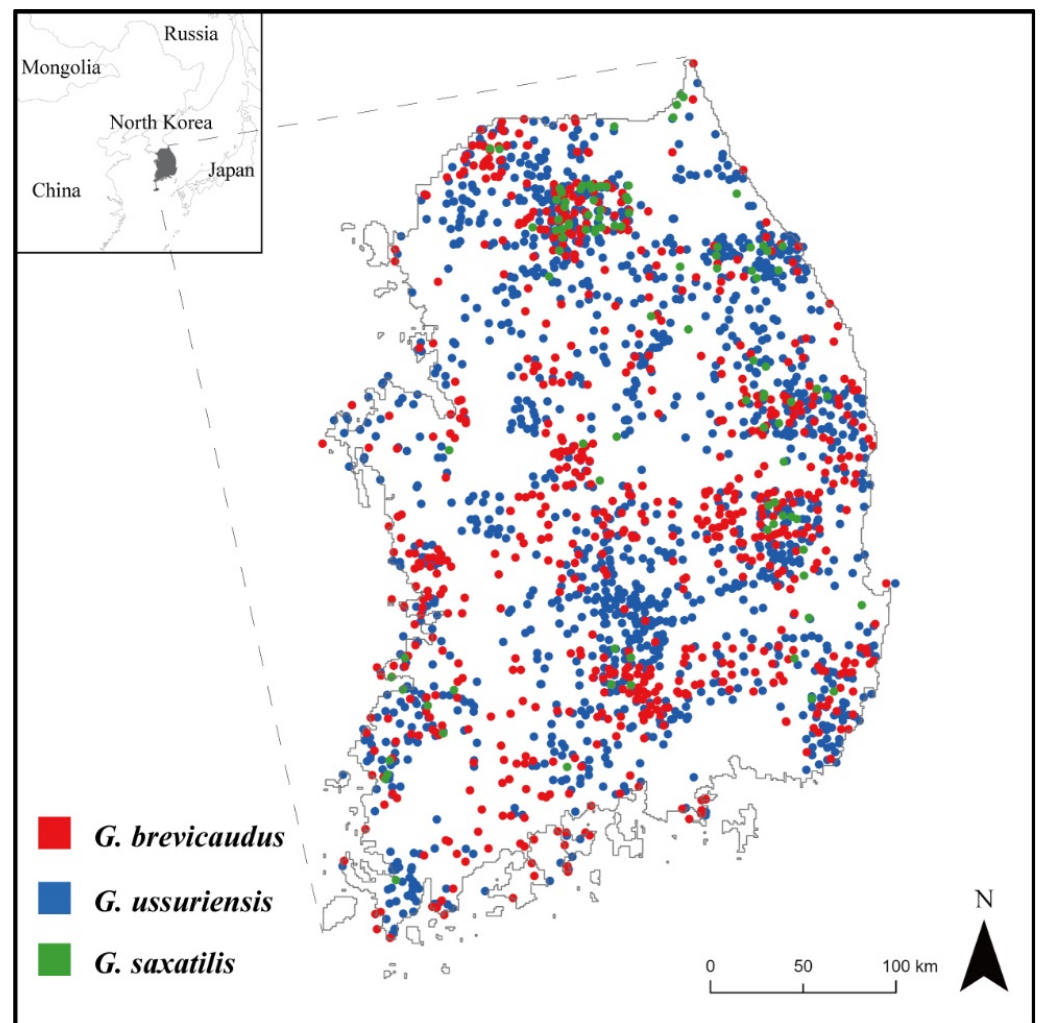 Russia
Mongolia
North Korea
Japan
China
G. brevicaudus
G. ussuriensis
G. saxatilis
N
0 50 100 km